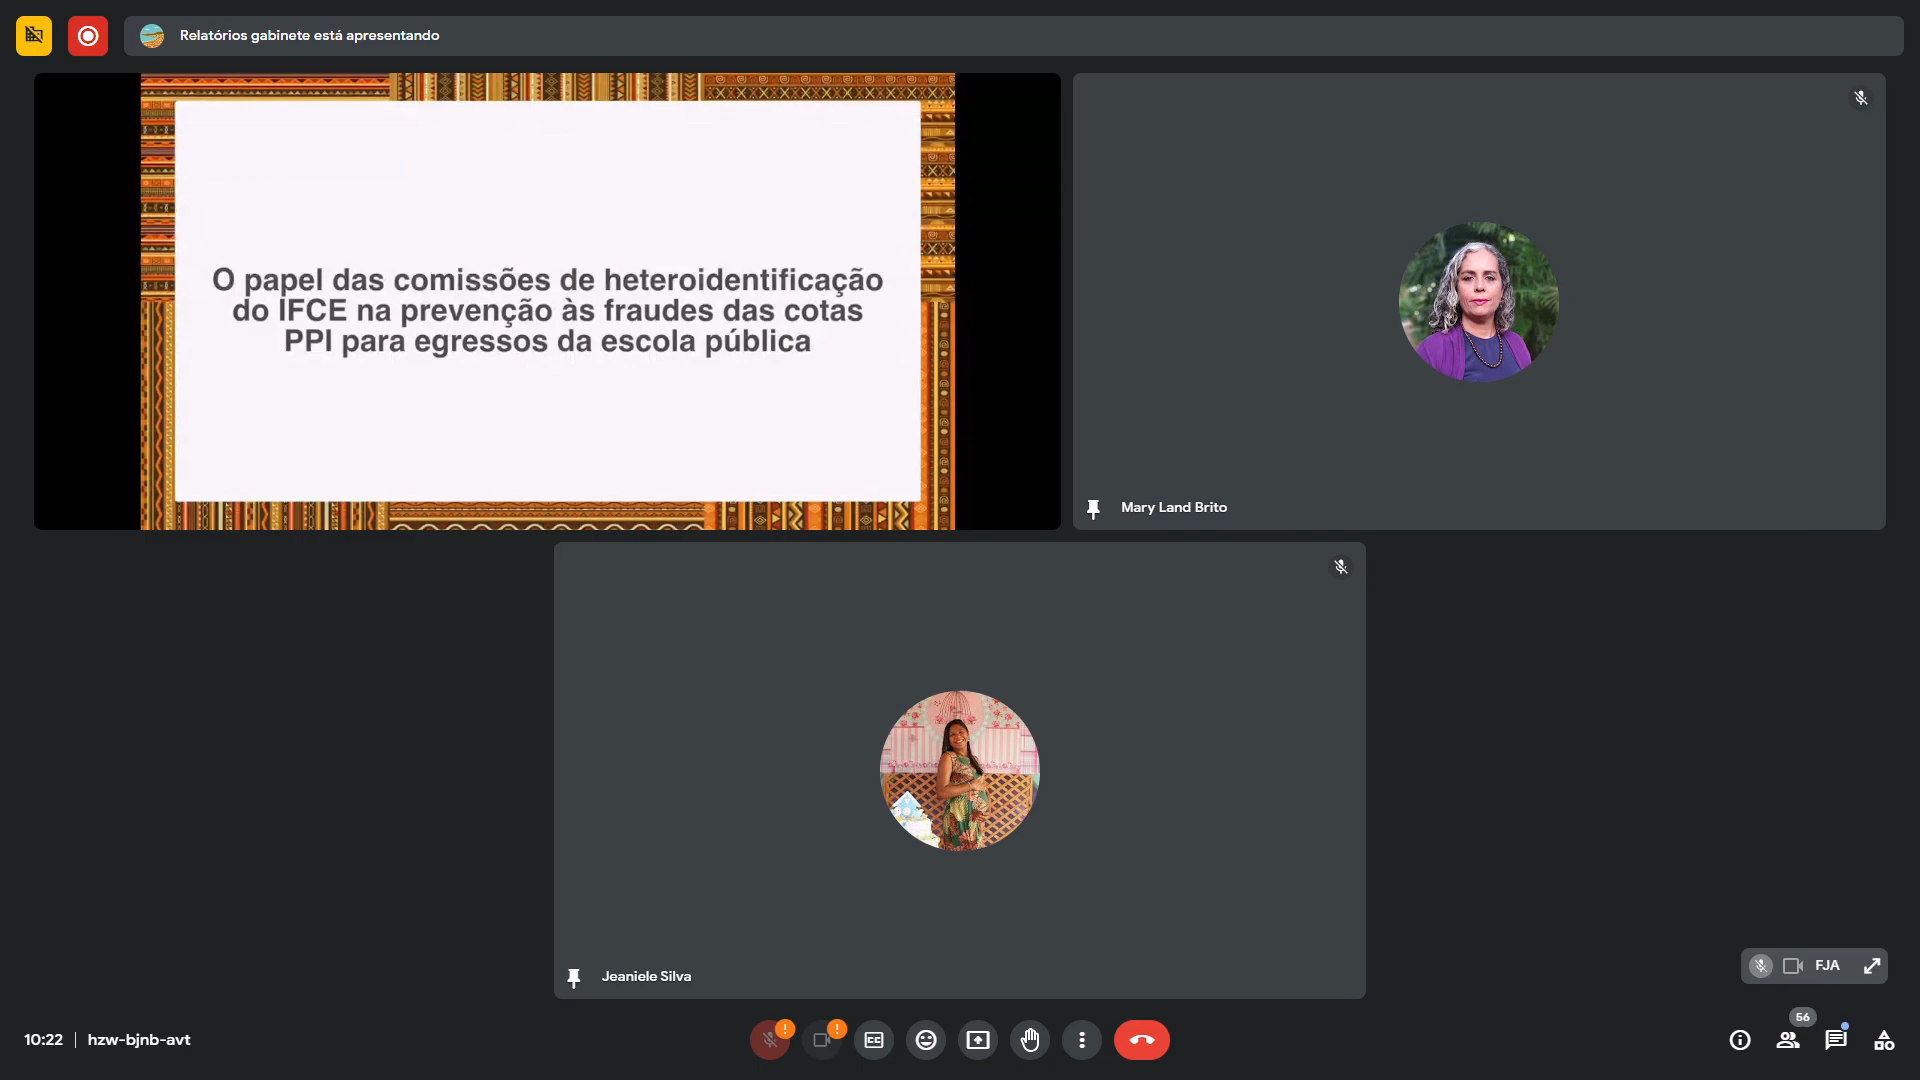 Relatórios gabinete está apresentando
O papel das comissões de heteroidentificação
do IFCE na prevenção às fraudes das cotas
PPI para egressos da escola pública
Mary Land Brito
Jeaniele Silva
FJA
56
10:22 | hzw-bjnb-avt